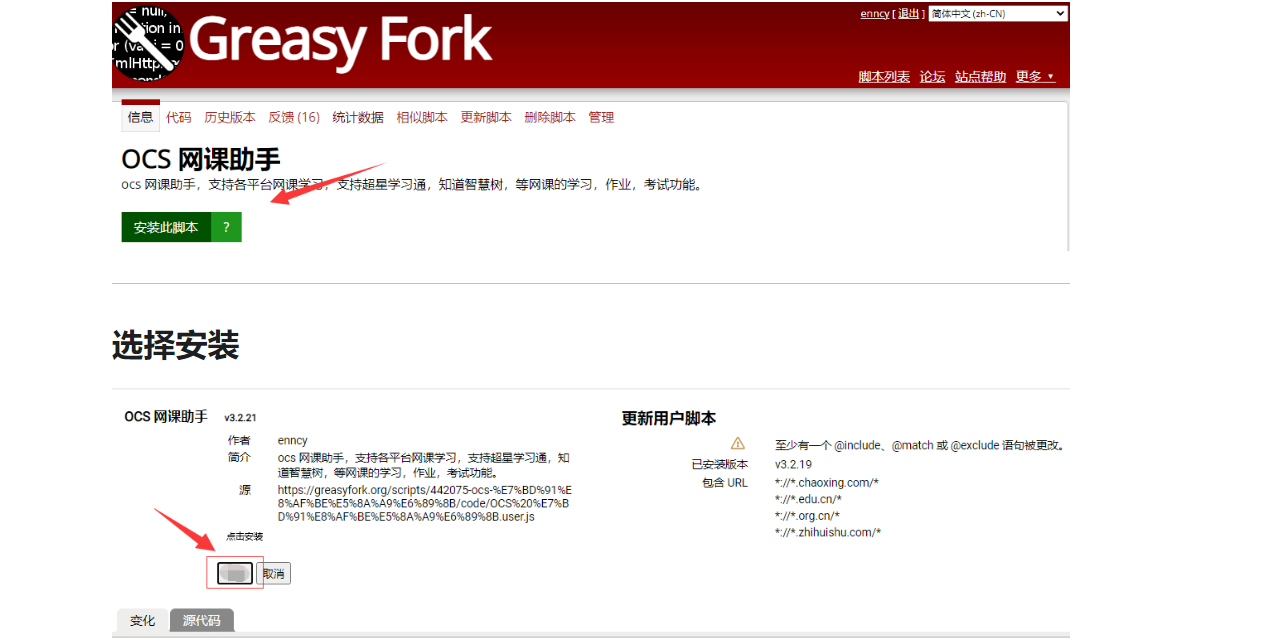 = null,
tion in
or (va i = 0
mlHttp
Greasy Fork
enncy [ 退出 ] 简体中文 (zh-CN)
脚本列表 论坛 站点帮助 更多 ▼
信息 代码 历史版本 反馈 (16) 统计数据 相似脚本 更新脚本 删除脚本 管理
OCS 网课助手
ocs 网课助手，支持各平台网课学习，支持超星学习通，知道智慧树，等网课的学习，作业，考试功能。
安装此脚本 ?
选择安装
OCS 网课助手 v3.2.21
作者 enncy
简介 ocs 网课助手，支持各平台网课学习，支持超星学习通，知
道智慧树，等网课的学习，作业，考试功能。
源 https://greasyfork.org/scripts/442075-ocs-%E7%BD%91%E
8%AF%BE%E5%8A%A9%E6%89%8B/code/OCS%20%E7%B
D%91%E8%AF%BE%E5%8A%A9%E6%89%8B.user.js
点击安装
取消
更新用户脚本
至少有一个 @include、@match 或 @exclude 语句被更改。
已安装版本 v3.2.19
包含 URL *://*.chaoxing.com/*
*://*.edu.cn/*
*://*.org.cn/*
*://*.zhihuishu.com/*
变化 源代码